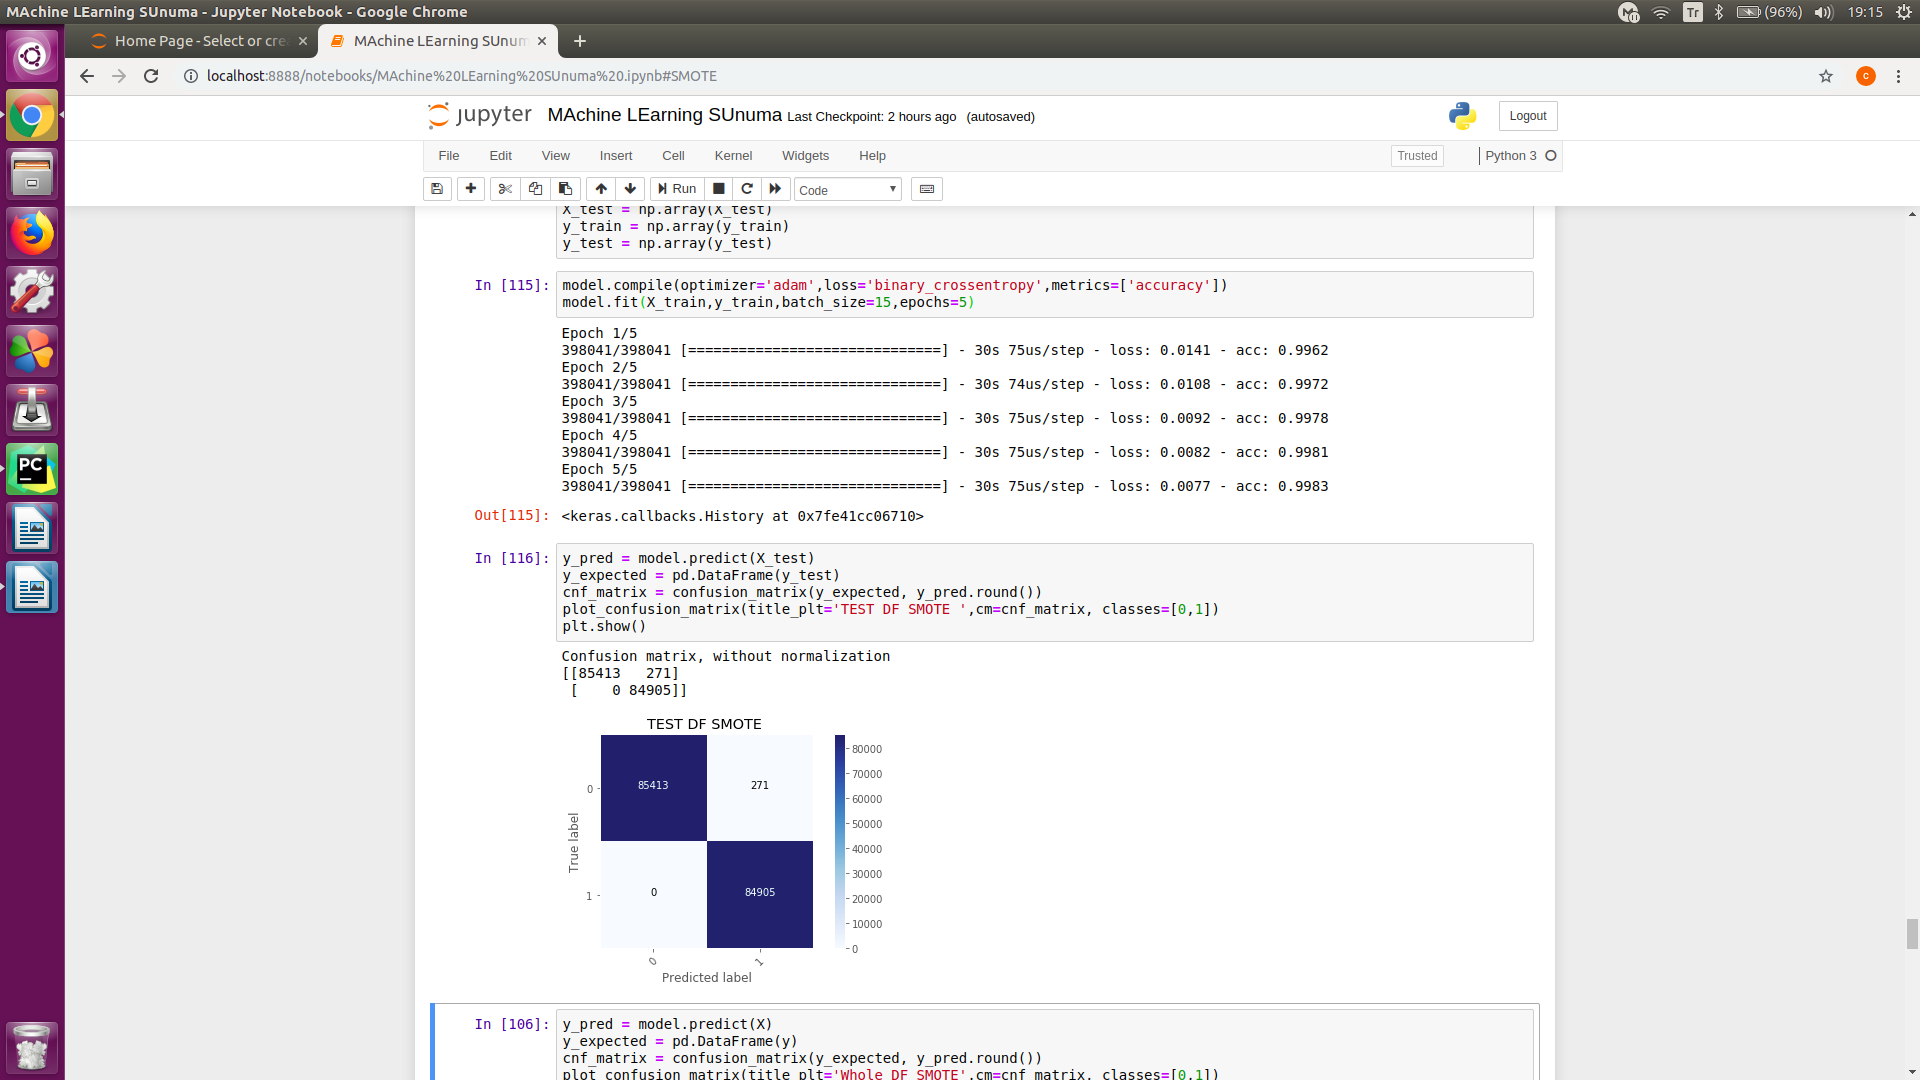 MAchine LEarning SUnuma - Jupyter Notebook - Google Chrome
Tr
(96%)
19:15
Home Page - Select or cre
MAchine LEarning SUnum
localhost:8888/notebooks/MAchine%20LEarning%20SUnuma%20.ipynb#SMOTE
c
jupyter
MAchine LEarning SUnuma Last Checkpoint: 2 hours ago (autosaved)
Logout
File Edit View Insert Cell Kernel Widgets Help
Trusted
Python 3
Run
Code
X_test = np.array(X_test)
y_train = np.array(y_train)
y_test = np.array(y_test)
In [115]: model.compile(optimizer='adam',loss='binary_crossentropy',metrics=['accuracy'])
model.fit(X_train,y_train,batch_size=15,epochs=5)
Epoch 1/5
398041/398041 [==============================] - 30s 75us/step - loss: 0.0141 - acc: 0.9962
Epoch 2/5
398041/398041 [==============================] - 30s 74us/step - loss: 0.0108 - acc: 0.9972
Epoch 3/5
398041/398041 [==============================] - 30s 75us/step - loss: 0.0092 - acc: 0.9978
Epoch 4/5
398041/398041 [==============================] - 30s 75us/step - loss: 0.0082 - acc: 0.9981
Epoch 5/5
398041/398041 [==============================] - 30s 75us/step - loss: 0.0077 - acc: 0.9983
Out[115]: <keras.callbacks.History at 0x7fe41cc06710>
In [116]: y_pred = model.predict(X_test)
y_expected = pd.DataFrame(y_test)
cnf_matrix = confusion_matrix(y_expected, y_pred.round())
plot_confusion_matrix(title_plt='TEST DF SMOTE ',cm=cnf_matrix, classes=[0,1])
plt.show()
Confusion matrix, without normalization
[[85413   271]
 [    0 84905]]
TEST DF SMOTE
85413
271
0
84905
True label
0
1
0
1
Predicted label
80000
70000
60000
50000
40000
30000
20000
10000
0
In [106]: y_pred = model.predict(X)
y_expected = pd.DataFrame(y)
cnf_matrix = confusion_matrix(y_expected, y_pred.round())
plot_confusion_matrix(title_plt='Whole DF SMOTE',cm=cnf_matrix, classes=[0,1])
PC